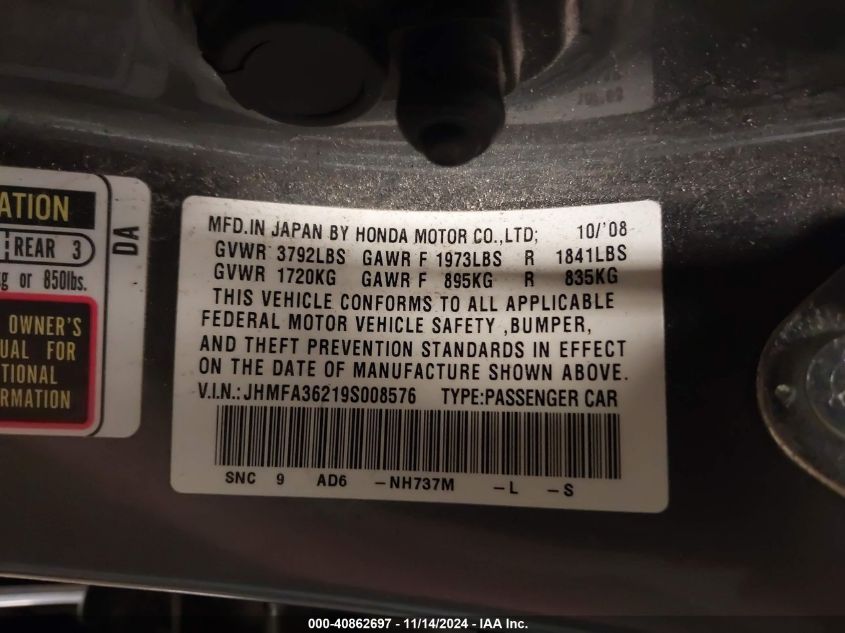 ATION
REAR 3
g or 850lbs.
OWNER'S
UAL FOR
TIONAL
RMATION
DA
MFD.IN JAPAN BY HONDA MOTOR CO.,LTD; 10/'08
GVWR 3792LBS GAWR F 1973LBS R 1841LBS
GVWR 1720KG GAWR F 895KG R 835KG
THIS VEHICLE CONFORMS TO ALL APPLICABLE
FEDERAL MOTOR VEHICLE SAFETY ,BUMPER,
AND THEFT PREVENTION STANDARDS IN EFFECT
ON THE DATE OF MANUFACTURE SHOWN ABOVE.
V.I.N.: JHMFA36219S008576 TYPE:PASSENGER CAR
SNC 9 AD6 -NH737M -L -S
000-40862697 - 11/14/2024 - IAA Inc.